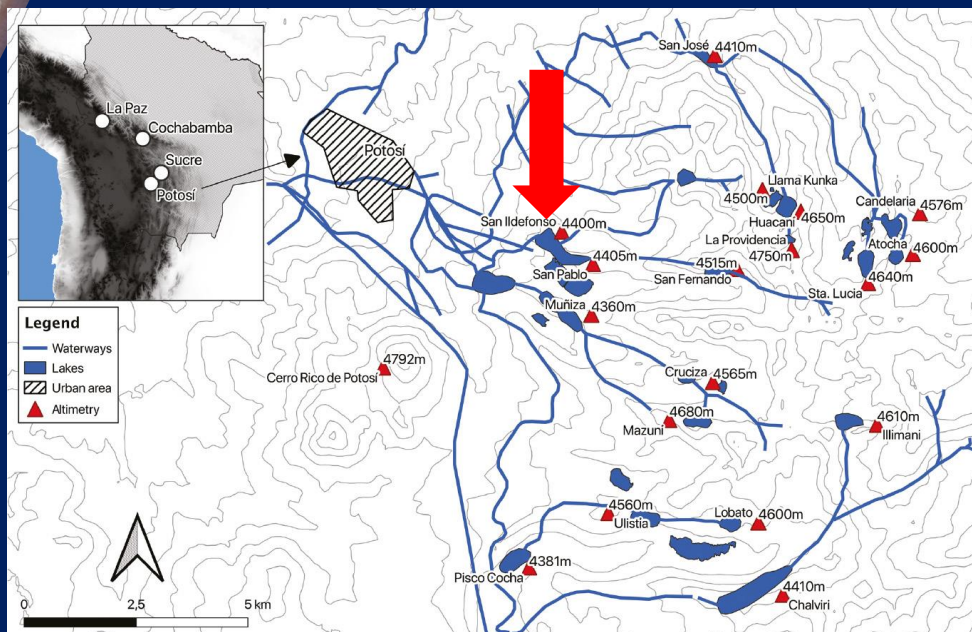 La Paz
Cochabamba
Sucre
Potosí
Potosí
San José
4410m
San Ildefonso
4400m
4405m
San Pablo
Muñiza
4360m
4515m
San Fernando
Llama Kunka
4500m
Huacani
4650m
La Providencia
4750m
Candelaria
4576m
Atocha
4600m
4640m
Sta. Lucia
Legend
Waterways
Lakes
Urban area
Altimetry
4792m
Cerro Rico de Potosí
Cruciza
4565m
4680m
Mazuni
4610m
Illimani
4560m
Ulistia
Lobato
4600m
4381m
Pisco Cocha
4410m
Chalviri
0
2,5
5 km